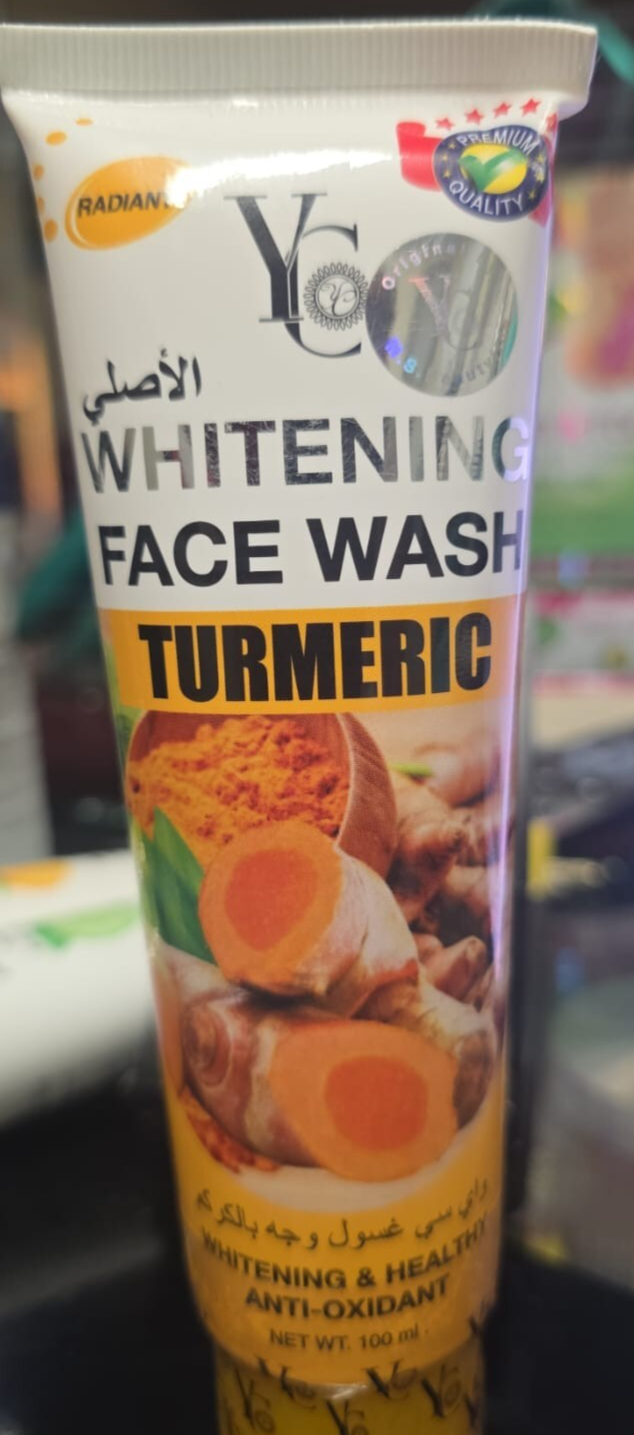 RADIANT
PREMIUM
QUALITY
YC
Original
الأصلي
WHITENING
FACE WASH
TURMERIC
واي سي غسول وجه بالكركم
WHITENING & HEALTHY
ANTI-OXIDANT
NET WT. 100 ml.